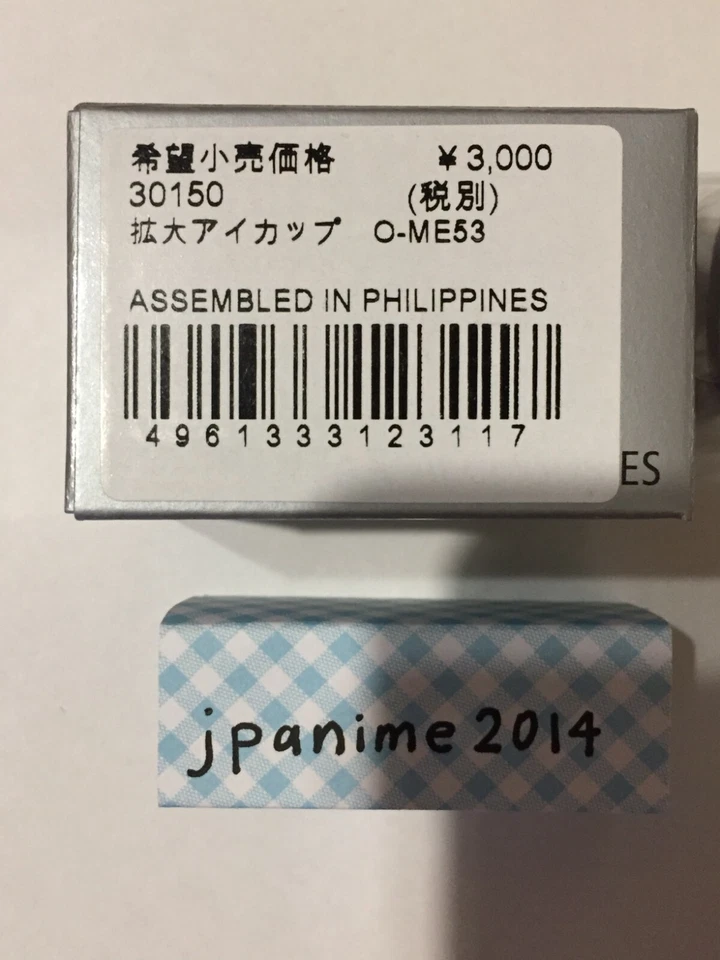 希望小売価格 ¥3,000
30150 (税別)
拡大アイカップ O-ME53
ASSEMBLED IN PHILIPPINES
4961333123117
ES
jpanime2014